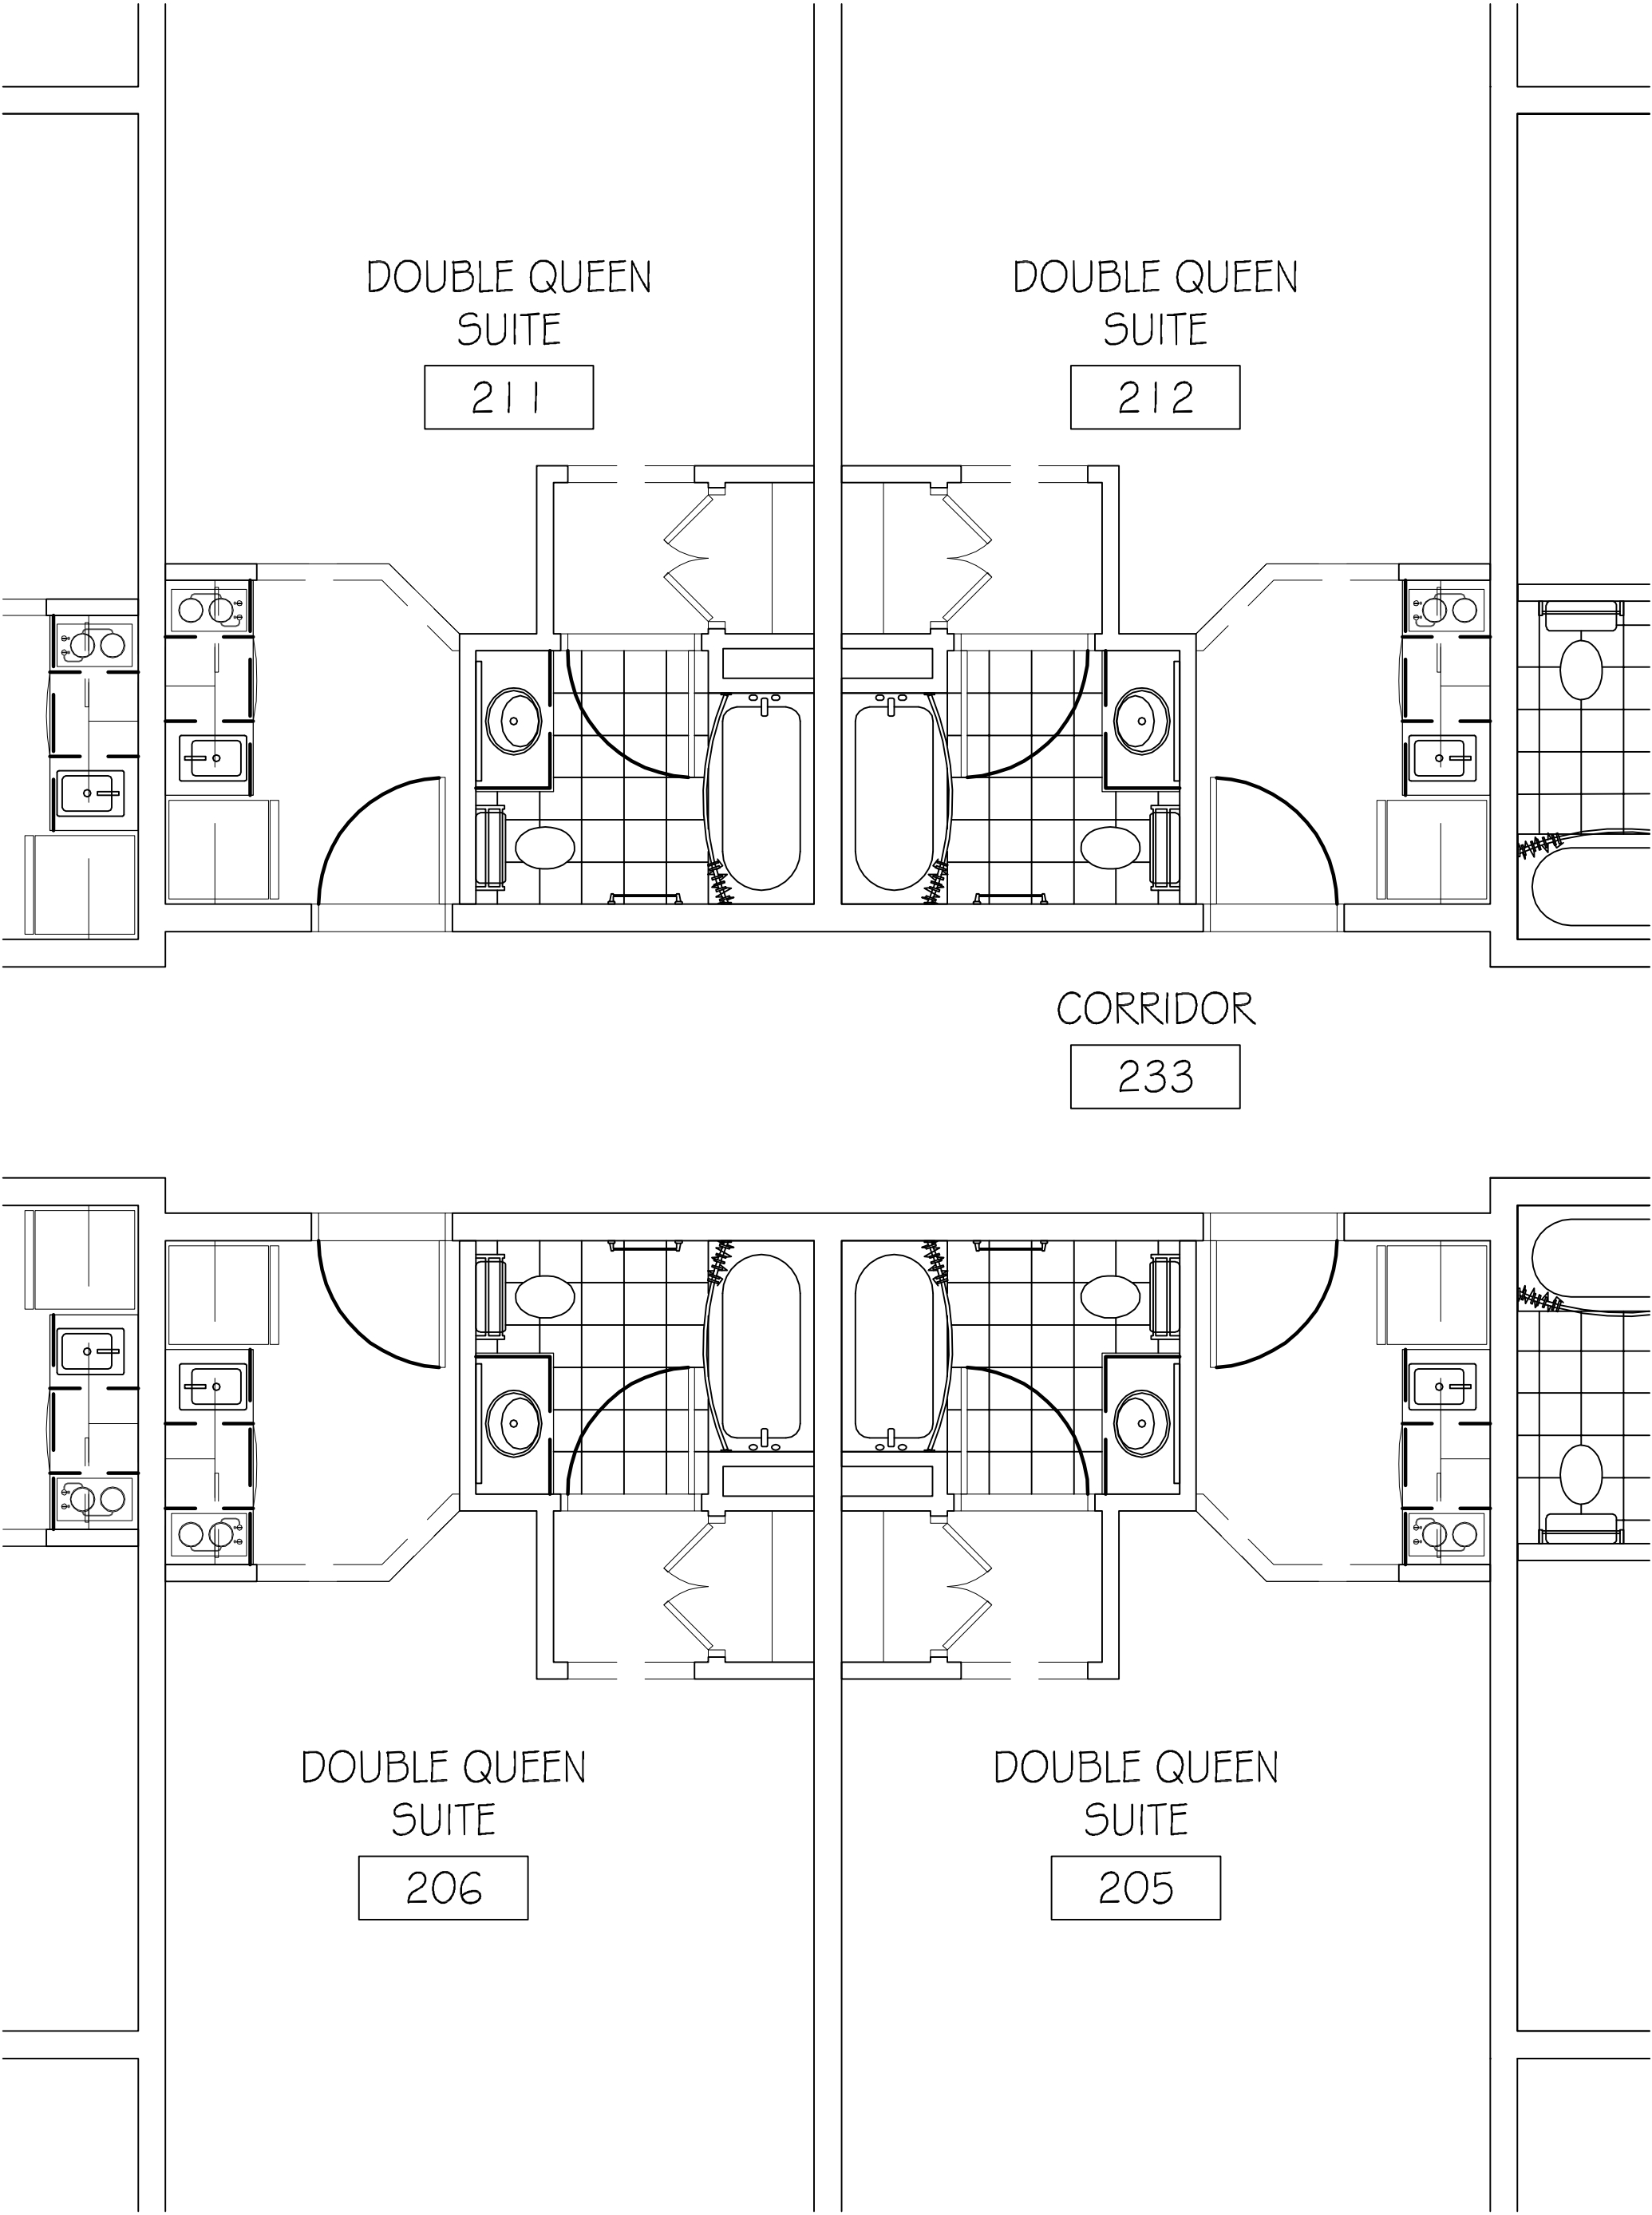 DOUBLE QUEEN
SUITE
211
DOUBLE QUEEN
SUITE
212
CORRIDOR
233
DOUBLE QUEEN
SUITE
206
DOUBLE QUEEN
SUITE
205